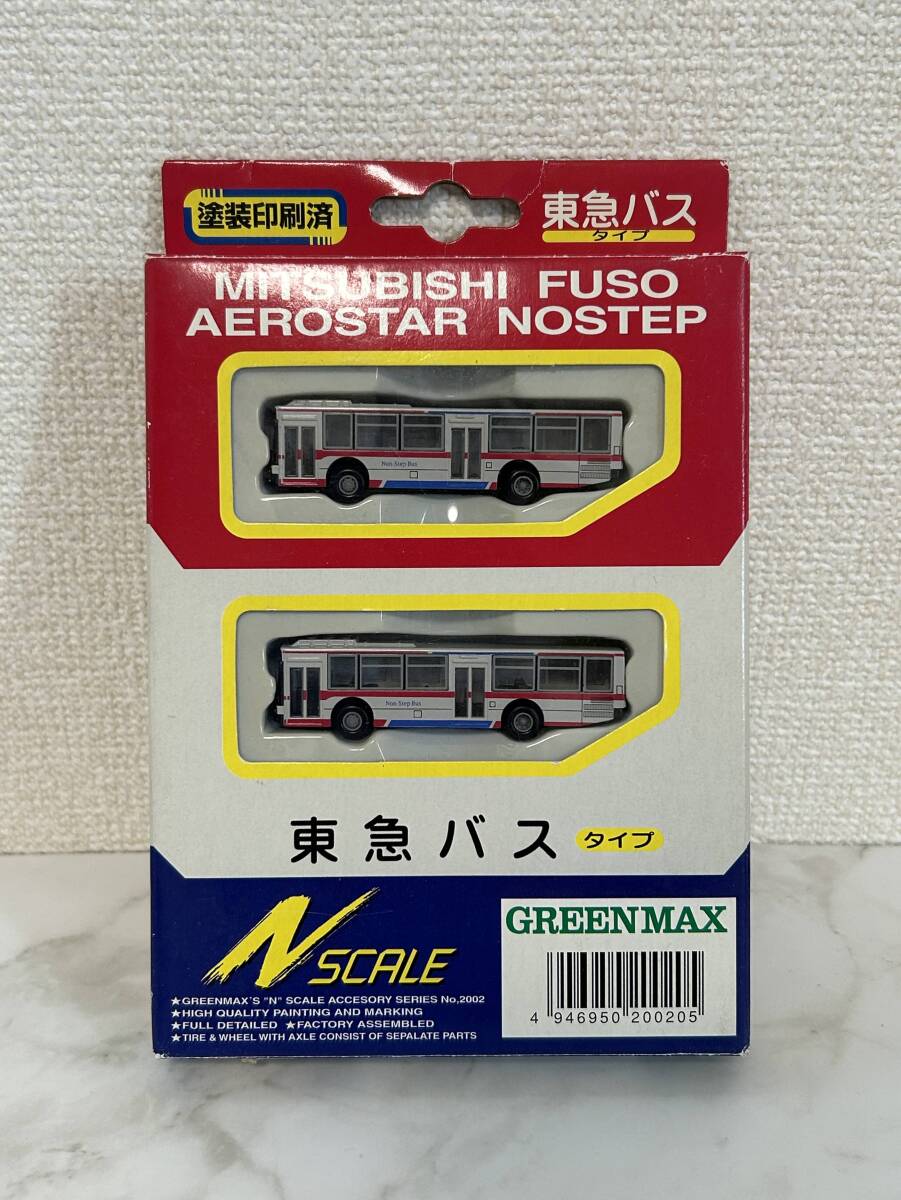 塗装印刷済
東急バス
タイプ
MITSUBISHI FUSO
AEROSTAR NOSTEP
Non-Step Bus
Non-Step Bus
東急バス タイプ
N SCALE
★GREENMAX'S "N" SCALE ACCESORY SERIES No,2002
★HIGH QUALITY PAINTING AND MARKING
★FULL DETAILED ★FACTORY ASSEMBLED
★TIRE & WHEEL WITH AXLE CONSIST OF SEPALATE PARTS
GREENMAX
4 946950 200205